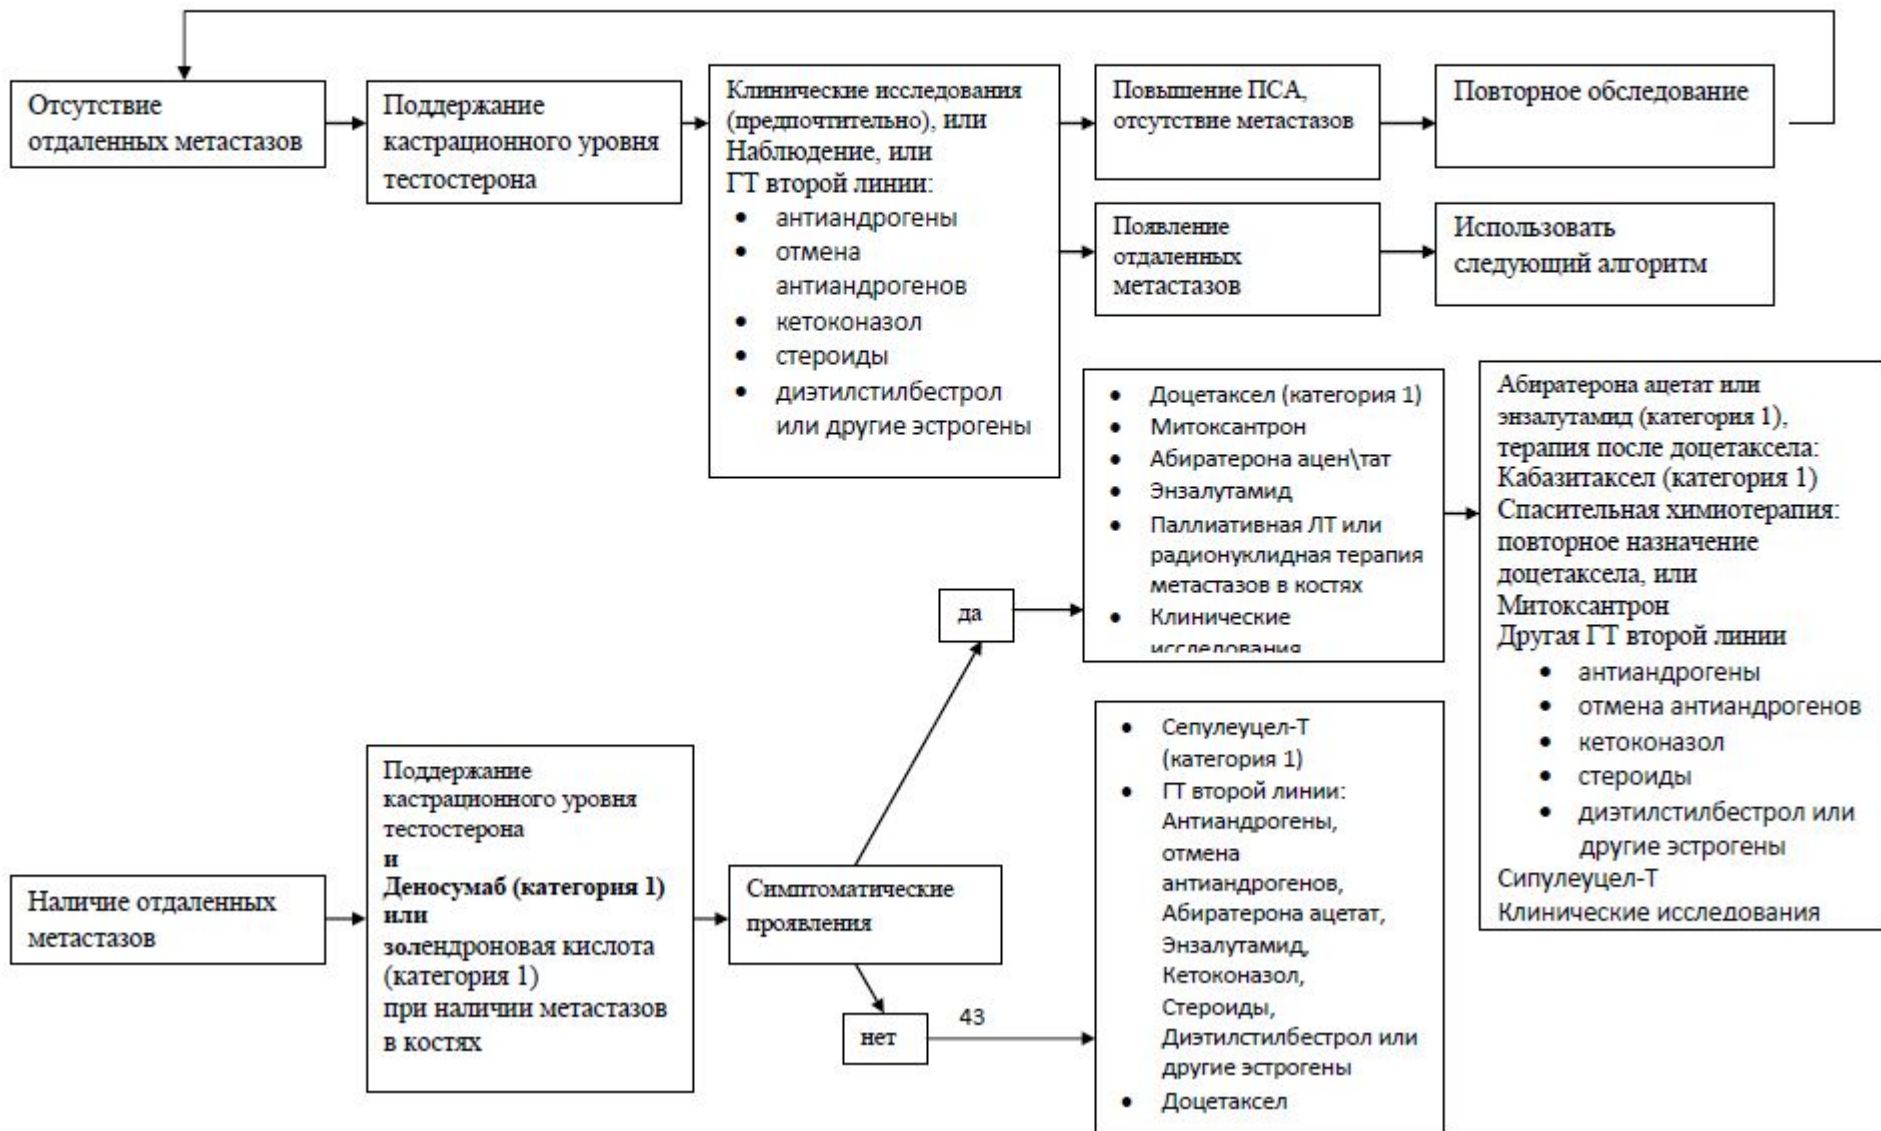 Отсутствие
отдаленных метастазов
Поддержание
кастрационного уровня
тестостерона
Клинические исследования
(предпочтительно), или
Наблюдение, или
ГТ второй линии:
• антиандрогены
• отмена
антиандрогенов
• кетоконазол
• стероиды
• диэтилстилбестрол
или другие эстрогены
Повышение ПСА,
отсутствие метастазов
Повторное обследование
Появление
отдаленных
метастазов
Использовать
следующий алгоритм
Наличие отдаленных
метастазов
Поддержание
кастрационного уровня
тестостерона
и
Деносумаб (категория 1)
или
золендроновая кислота
(категория 1)
при наличии метастазов
в костях
Симптоматические
проявления
да
• Доцетаксел (категория 1)
• Митоксантрон
• Абиратерона ацен\тат
• Энзалутамид
• Паллиативная ЛТ или
радионуклидная терапия
метастазов в костях
• Клинические
исследования
Абиратерона ацетат или
энзалутамид (категория 1),
терапия после доцетаксела:
Кабазитаксел (категория 1)
Спасительная химиотерапия:
повторное назначение
доцетаксела, или
Митоксантрон
Другая ГТ второй линии
• антиандрогены
• отмена антиандрогенов
• кетоконазол
• стероиды
• диэтилстилбестрол или
другие эстрогены
Сипулеуцел-Т
Клинические исследования
нет
43
• Сепулеуцел-Т
(категория 1)
• ГТ второй линии:
Антиандрогены,
отмена
антиандрогенов,
Абиратерона ацетат,
Энзалутамид,
Кетоконазол,
Стероиды,
Диэтилстилбестрол или
другие эстрогены
• Доцетаксел